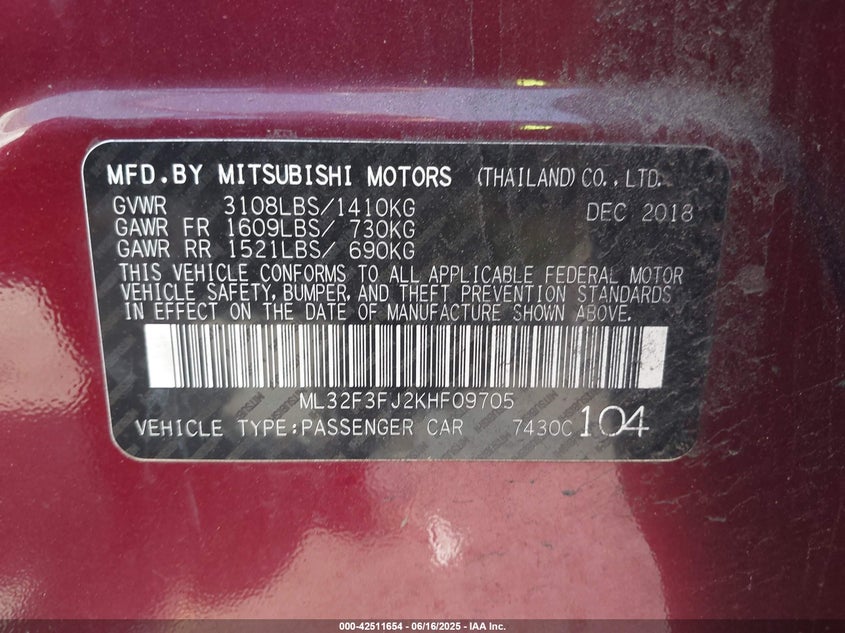 MFD.BY MITSUBISHI MOTORS (THAILAND) CO., LTD.
GVWR 3108LBS/1410KG DEC 2018
GAWR FR 1609LBS/ 730KG
GAWR RR 1521LBS/ 690KG
THIS VEHICLE CONFORMS TO ALL APPLICABLE FEDERAL MOTOR
VEHICLE SAFETY, BUMPER, AND THEFT PREVENTION STANDARDS
IN EFFECT ON THE DATE OF MANUFACTURE SHOWN ABOVE.
ML32F3FJ2KHF09705
VEHICLE TYPE:PASSENGER CAR 7430C 104
000-42511654 / 06/16/2025 - IAA Inc.